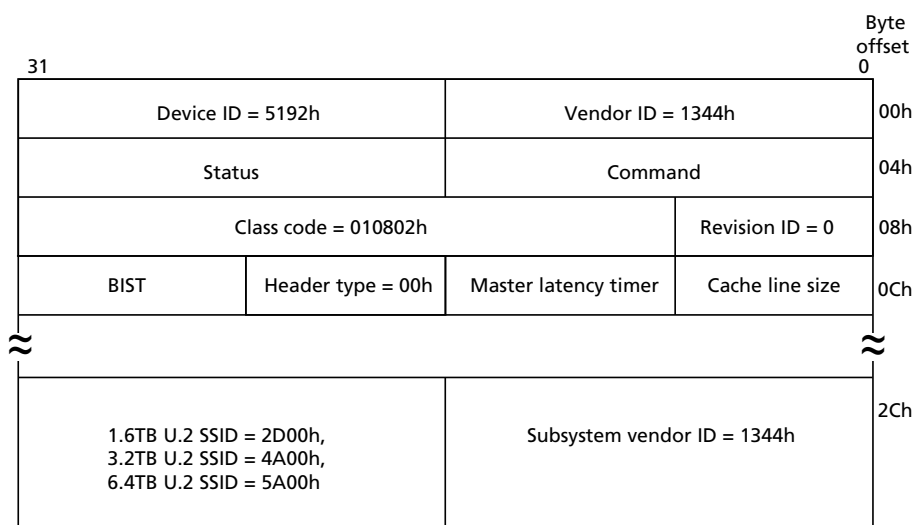 Byte
offset
31 0
Device ID = 5192h Vendor ID = 1344h 00h
Status Command 04h
Class code = 010802h Revision ID = 0 08h
BIST Header type = 00h Master latency timer Cache line size 0Ch
≈ ≈
2Ch
1.6TB U.2 SSID = 2D00h, Subsystem vendor ID = 1344h
3.2TB U.2 SSID = 4A00h,
6.4TB U.2 SSID = 5A00h